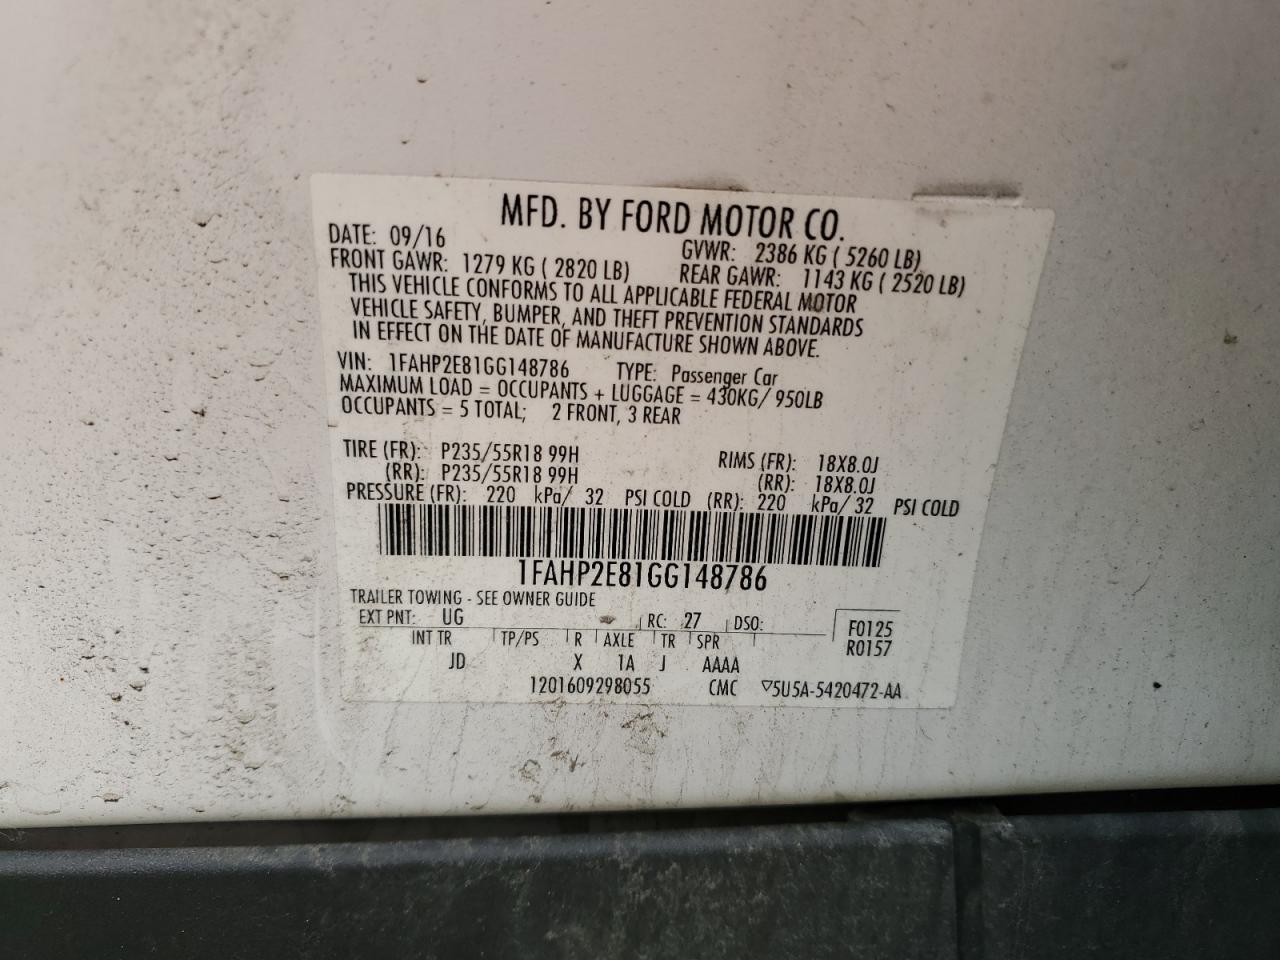 MFD. BY FORD MOTOR CO.
DATE: 09/16 GVWR: 2386 KG ( 5260 LB)
FRONT GAWR: 1279 KG ( 2820 LB) REAR GAWR: 1143 KG ( 2520 LB)
THIS VEHICLE CONFORMS TO ALL APPLICABLE FEDERAL MOTOR
VEHICLE SAFETY, BUMPER, AND THEFT PREVENTION STANDARDS
IN EFFECT ON THE DATE OF MANUFACTURE SHOWN ABOVE.
VIN: 1FAHP2E81GG148786 TYPE: Passenger Car
MAXIMUM LOAD = OCCUPANTS + LUGGAGE = 430KG/ 950LB
OCCUPANTS = 5 TOTAL; 2 FRONT, 3 REAR
TIRE (FR): P235/55R18 99H RIMS (FR): 18X8.0J
(RR): P235/55R18 99H (RR): 18X8.0J
PRESSURE (FR): 220 kPa/ 32 PSI COLD (RR): 220 kPa/ 32 PSI COLD
1FAHP2E81GG148786
TRAILER TOWING - SEE OWNER GUIDE
EXT PNT: UG RC: 27 DSO: F0125
INT TR TP/PS R AXLE TR SPR R0157
JD X 1A J AAAA
1201609298055 CMC ▽5U5A-5420472-AA